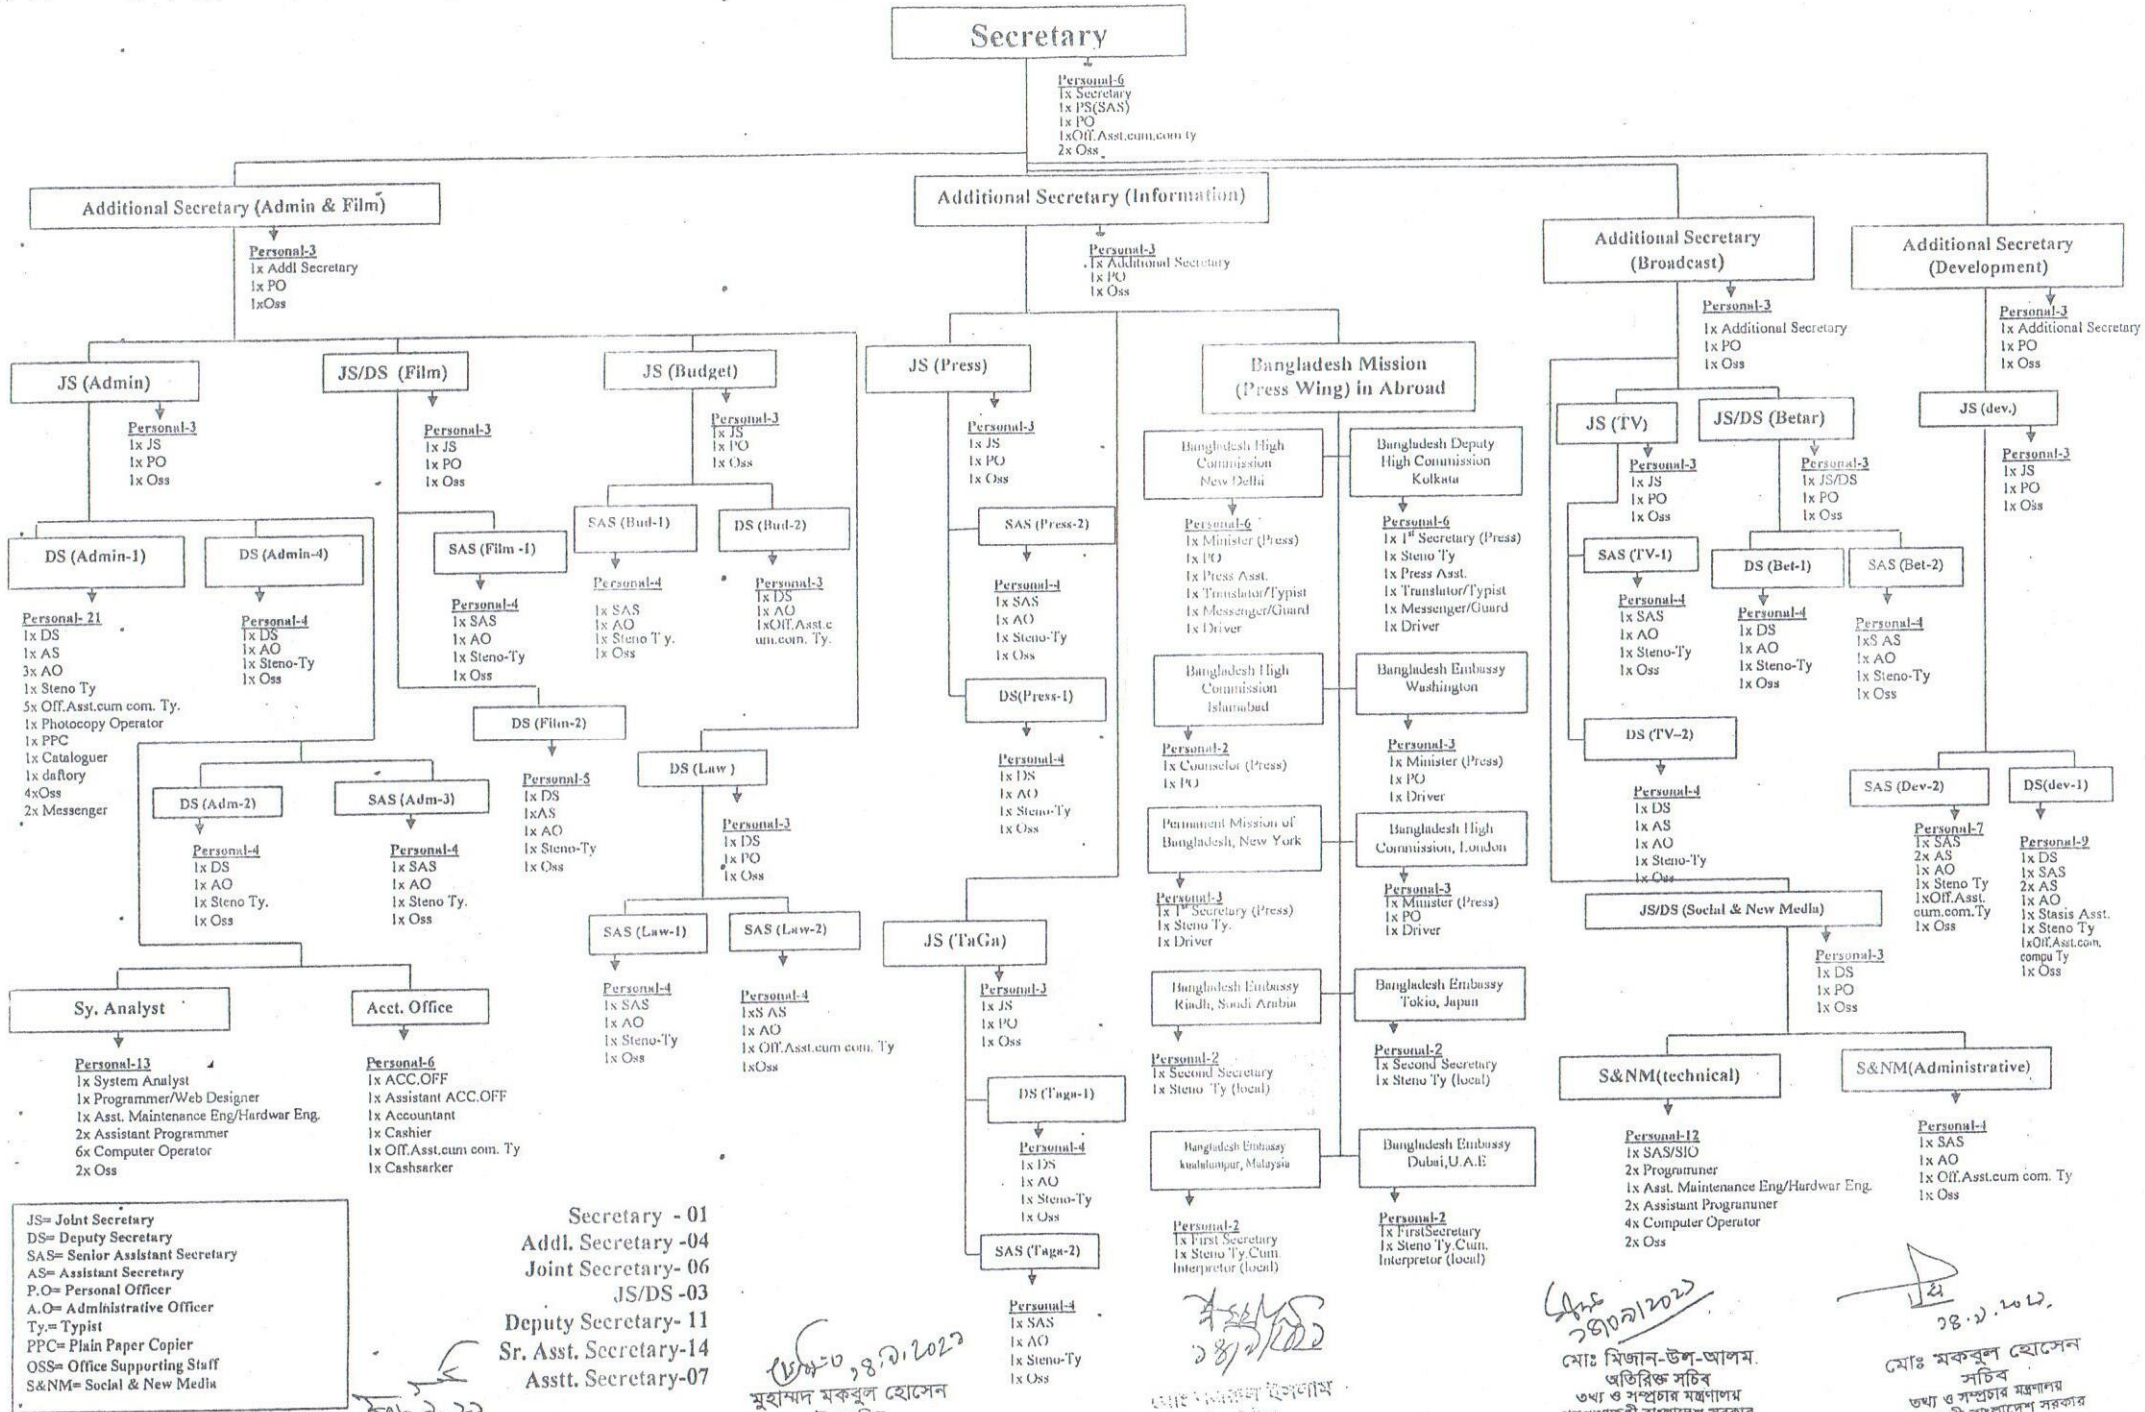 Secretary
Personal-6
1x Secretary
1x PS(SAS)
1x PO
1xOff.Asst.cum.com ty
2x Oss
Additional Secretary (Admin & Film)
Personal-3
1x Addl Secretary
1x PO
1xOss
JS (Admin)
Personal-3
1x JS
1x PO
1x Oss
DS (Admin-1)
Personal- 21
1x DS
1x AS
3x AO
1x Steno Ty
5x Off.Asst.cum com. Ty.
1x Photocopy Operator
1x PPC
1x Cataloguer
1x daftory
4xOss
2x Messenger
DS (Admin-4)
Personal-4
1x DS
1x AO
1x Steno-Ty
1x Oss
DS (Adm-2)
Personal-4
1x DS
1x AO
1x Steno Ty.
1x Oss
SAS (Adm-3)
Personal-4
1x SAS
1x AO
1x Steno Ty.
1x Oss
Sy. Analyst
Personal-13
1x System Analyst
1x Programmer/Web Designer
1x Asst. Maintenance Eng/Hardwar Eng.
2x Assistant Programmer
6x Computer Operator
2x Oss
Acct. Office
Personal-6
1x ACC.OFF
1x Assistant ACC.OFF
1x Accountant
1x Cashier
1x Off.Asst.cum com. Ty
1x Cashsarker
JS/DS (Film)
Personal-3
1x JS
1x PO
1x Oss
SAS (Film -1)
Personal-4
1x SAS
1x AO
1x Steno-Ty
1x Oss
DS (Film-2)
Personal-5
1x DS
1xAS
1x AO
1x Steno-Ty
1x Oss
JS (Budget)
Personal-3
1x JS
1x PO
1x Oss
SAS (Bud-1)
Personal-4
1x SAS
1x AO
1x Steno Ty.
1x Oss
DS (Bud-2)
Personal-3
1x DS
1x AO
1xOff.Asst.c
um.com. Ty.
DS (Law )
Personal-3
1x DS
1x PO
1x Oss
SAS (Law-1)
Personal-4
1x SAS
1x AO
1x Steno-Ty
1x Oss
SAS (Law-2)
Personal-4
1xS AS
1x AO
1x Off.Asst.cum com. Ty
1xOss
Additional Secretary (Information)
Personal-3
1x Additional Secretary
1x PO
1x Oss
JS (Press)
Personal-3
1x JS
1x PO
1x Oss
SAS (Press-2)
Personal-4
1x SAS
1x AO
1x Steno-Ty
1x Oss
DS(Press-1)
Personal-4
1x DS
1x AO
1x Steno-Ty
1x Oss
JS (TaGa)
Personal-3
1x JS
1x PO
1x Oss
DS (Taga-1)
Personal-4
1x DS
1x AO
1x Steno-Ty
1x Oss
SAS (Taga-2)
Personal-4
1x SAS
1x AO
1x Steno-Ty
1x Oss
Bangladesh Mission
(Press Wing) in Abroad
Bangladesh High
Commission
New Delhi
Personal-6
1x Minister (Press)
1x PO
1x Press Asst.
1x Translator/Typist
1x Messenger/Guard
1x Driver
Bangladesh Deputy
High Commission
Kolkata
Personal-6
1x 1st Secretary (Press)
1x Steno Ty
1x Press Asst.
1x Translator/Typist
1x Messenger/Guard
1x Driver
Bangladesh High
Commission
Islamabad
Personal-2
1x Counselor (Press)
1x PO
Bangladesh Embassy
Washington
Personal-3
1x Minister (Press)
1x PO
1x Driver
Permanent Mission of
Bangladesh, New York
Personal-3
1x 1st Secretary (Press)
1x Steno Ty.
1x Driver
Bangladesh High
Commission, London
Personal-3
1x Minister (Press)
1x PO
1x Driver
Bangladesh Embassy
Riadh, Saudi Arabia
Personal-2
1x Second Secretary
1x Steno Ty (local)
Bangladesh Embassy
Tokio, Japan
Personal-2
1x Second Secretary
1x Steno Ty (local)
Bangladesh Embassy
kualulumpur, Malaysia
Personal-2
1x First Secretary
1x Steno Ty.Cum.
Interpretor (local)
Bangladesh Embassy
Dubai,U.A.E
Personal-2
1x FirstSecretary
1x Steno Ty.Cum.
Interpretor (local)
Additional Secretary
(Broadcast)
Personal-3
1x Additional Secretary
1x PO
1x Oss
JS (TV)
Personal-3
1x JS
1x PO
1x Oss
SAS (TV-1)
Personal-4
1x SAS
1x AO
1x Steno-Ty
1x Oss
DS (TV-2)
Personal-4
1x DS
1x AS
1x AO
1x Steno-Ty
1x Oss
JS/DS (Betar)
Personal-3
1x JS/DS
1x PO
1x Oss
DS (Bet-1)
Personal-4
1x DS
1x AO
1x Steno-Ty
1x Oss
SAS (Bet-2)
Personal-4
1xS AS
1x AO
1x Steno-Ty
1x Oss
JS/DS (Social & New Media)
Personal-3
1x DS
1x PO
1x Oss
S&NM(technical)
Personal-12
1x SAS/SIO
2x Programmer
1x Asst. Maintenance Eng/Hardwar Eng.
2x Assistant Programmer
4x Computer Operator
2x Oss
S&NM(Administrative)
Personal-4
1x SAS
1x AO
1x Off.Asst.cum com. Ty
1x Oss
Additional Secretary
(Development)
Personal-3
1x Additional Secretary
1x PO
1x Oss
JS (dev.)
Personal-3
1x JS
1x PO
1x Oss
SAS (Dev-2)
Personal-7
1x SAS
2x AS
1x AO
1x Steno Ty
1xOff.Asst.
cum.com.Ty
1x Oss
DS(dev-1)
Personal-9
1x DS
1x SAS
2x AS
1x AO
1x Stasis Asst.
1x Steno Ty
1xOff.Asst.com,
compu Ty
1x Oss
JS= Joint Secretary
DS= Deputy Secretary
SAS= Senior Assistant Secretary
AS= Assistant Secretary
P.O= Personal Officer
A.O= Administrative Officer
Ty.= Typist
PPC= Plain Paper Copier
OSS= Office Supporting Staff
S&NM= Social & New Media
Secretary - 01
Addl. Secretary -04
Joint Secretary- 06
JS/DS -03
Deputy Secretary- 11
Sr. Asst. Secretary-14
Asstt. Secretary-07
মুহাম্মদ মকবুল হোসেন
মোঃ মিজান-উল-আলম
অতিরিক্ত সচিব
তথ্য ও সম্প্রচার মন্ত্রণালয়
মোঃ মকবুল হোসেন
সচিব
তথ্য ও সম্প্রচার মন্ত্রণালয়